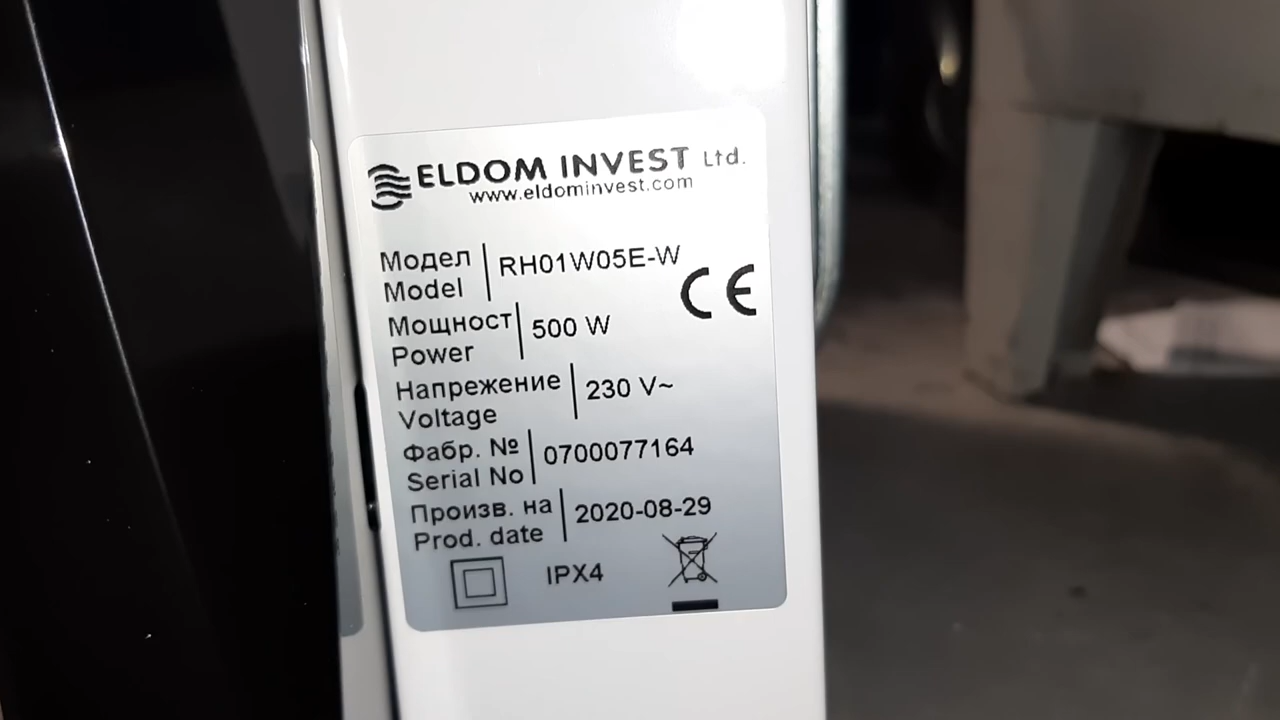 ELDOM INVEST Ltd.
www.eldominvest.com
Модел
Model
RH01W05E-W
CE
Мощност
Power
500 W
Напрежение
Voltage
230 V~
Фабр. №
Serial No
0700077164
Произв. на
Prod. date
2020-08-29
IPX4